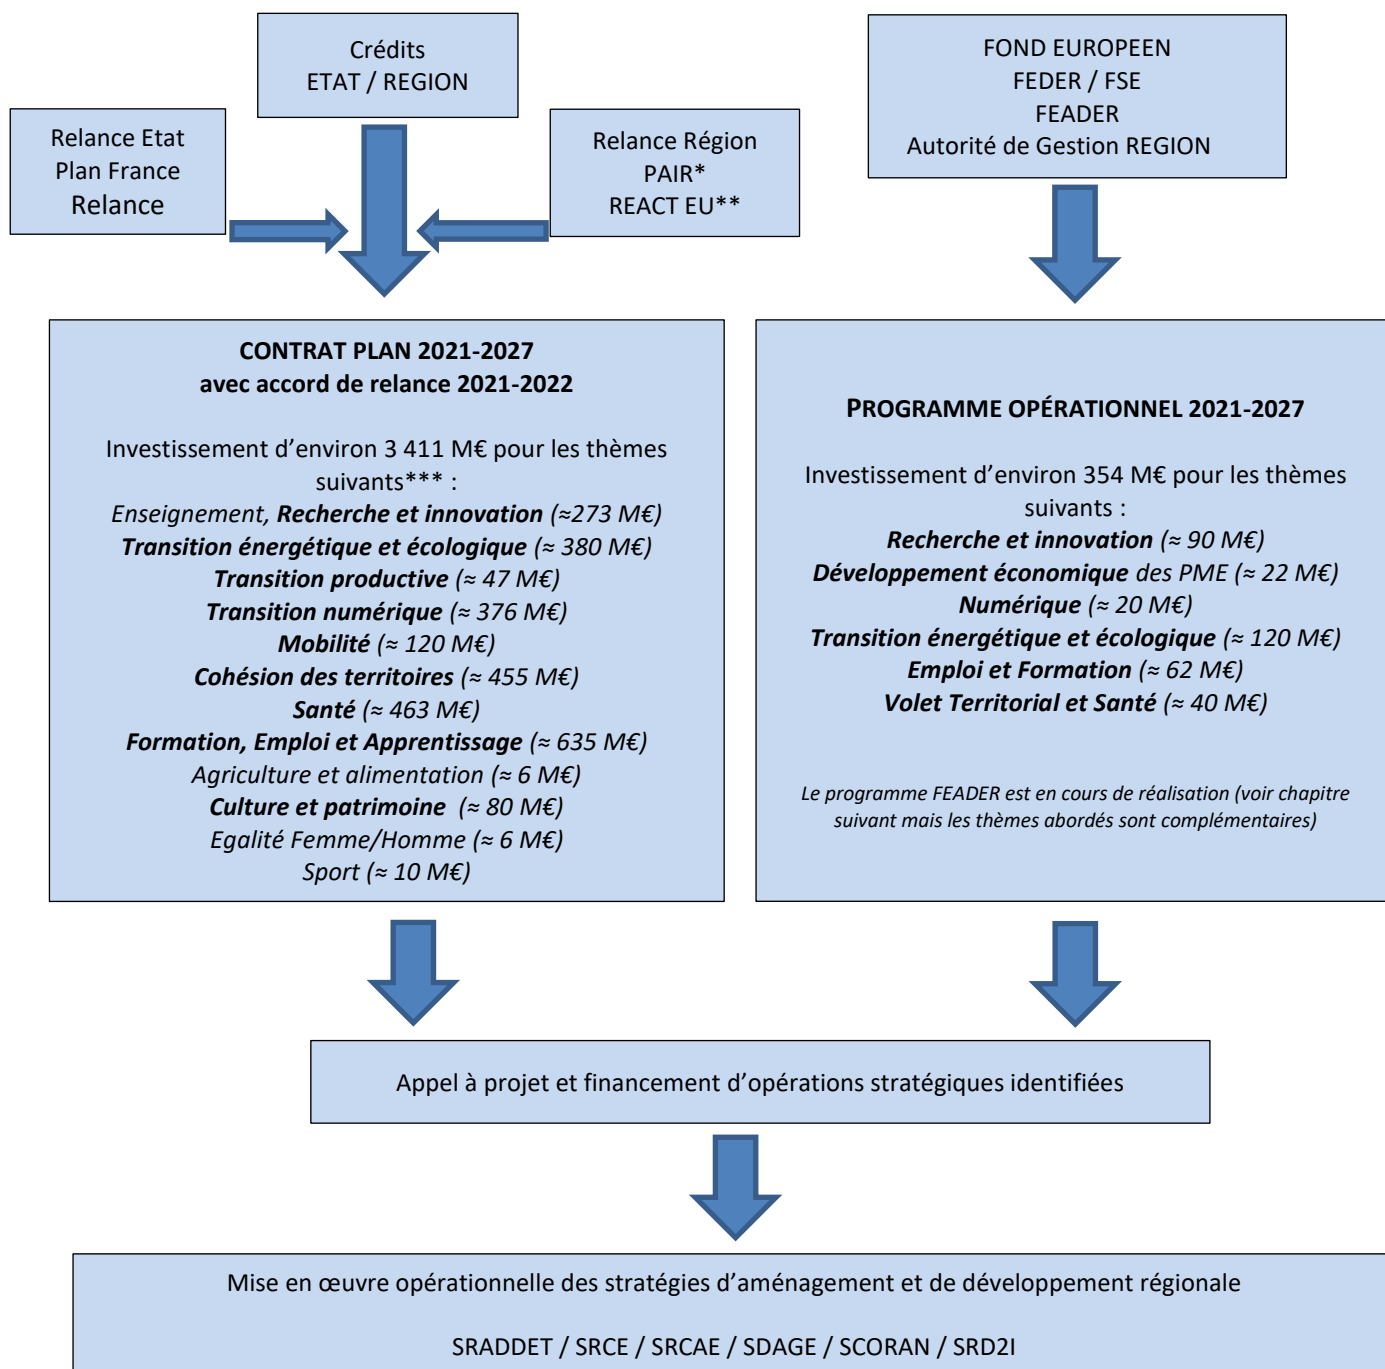 Crédits
ETAT / REGION
FOND EUROPEEN
FEDER / FSE
FEADER
Autorité de Gestion REGION
Relance Etat
Plan France
Relance
Relance Région
PAIR*
REACT EU**
CONTRAT PLAN 2021-2027
avec accord de relance 2021-2022
Investissement d’environ 3 411 M€ pour les thèmes
suivants*** :
Enseignement, Recherche et innovation (≈273 M€)
Transition énergétique et écologique (≈ 380 M€)
Transition productive (≈ 47 M€)
Transition numérique (≈ 376 M€)
Mobilité (≈ 120 M€)
Cohésion des territoires (≈ 455 M€)
Santé (≈ 463 M€)
Formation, Emploi et Apprentissage (≈ 635 M€)
Agriculture et alimentation (≈ 6 M€)
Culture et patrimoine (≈ 80 M€)
Egalité Femme/Homme (≈ 6 M€)
Sport (≈ 10 M€)
PROGRAMME OPÉRATIONNEL 2021-2027
Investissement d’environ 354 M€ pour les thèmes
suivants :
Recherche et innovation (≈ 90 M€)
Développement économique des PME (≈ 22 M€)
Numérique (≈ 20 M€)
Transition énergétique et écologique (≈ 120 M€)
Emploi et Formation (≈ 62 M€)
Volet Territorial et Santé (≈ 40 M€)
Le programme FEADER est en cours de réalisation (voir chapitre
suivant mais les thèmes abordés sont complémentaires)
Appel à projet et financement d’opérations stratégiques identifiées
Mise en œuvre opérationnelle des stratégies d’aménagement et de développement régionale
SRADDET / SRCE / SRCAE / SDAGE / SCORAN / SRD2I